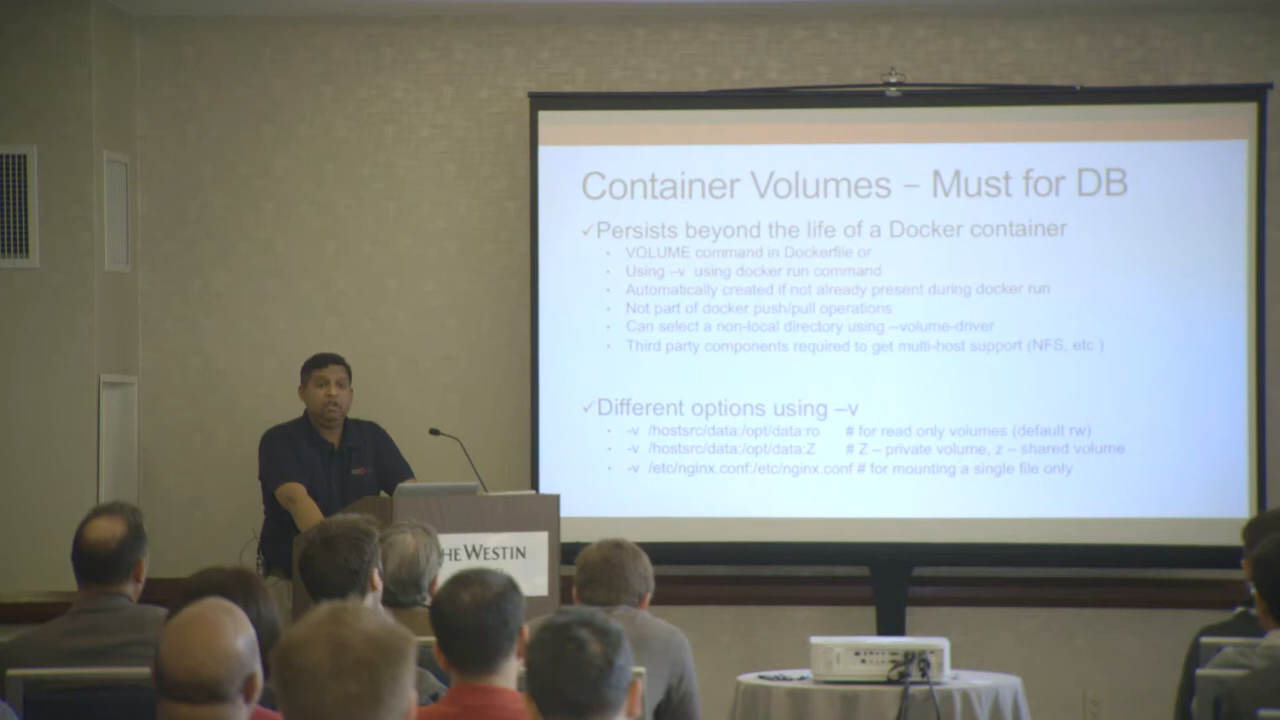 Container Volumes – Must for DB
✓Persists beyond the life of a Docker container
• VOLUME command in Dockerfile or
• Using –v using docker run command
• Automatically created if not already present during docker run
• Not part of docker push/pull operations
• Can select a non-local directory using –volume-driver
• Third party components required to get multi-host support (NFS, etc )
✓Different options using –v
• -v /hostsrc/data:/opt/data:ro # for read only volumes (default rw)
• -v /hostsrc/data:/opt/data:Z # Z – private volume, z – shared volume
• -v /etc/nginx.conf:/etc/nginx.conf # for mounting a single file only
HE WESTIN